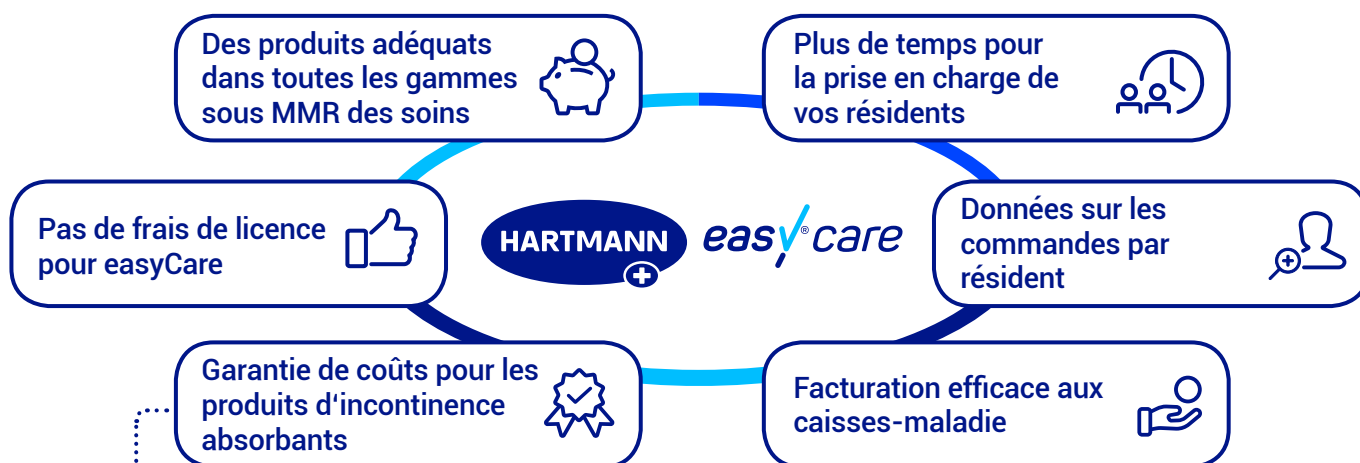 Des produits adéquats
dans toutes les gammes
sous MMR des soins
Plus de temps pour
la prise en charge de
vos résidents
Pas de frais de licence
pour easyCare
HARTMANN
easy® care
Données sur les
commandes par
résident
Garantie de coûts pour les
produits d‘incontinence
absorbants
Facturation efficace aux
caisses-maladie